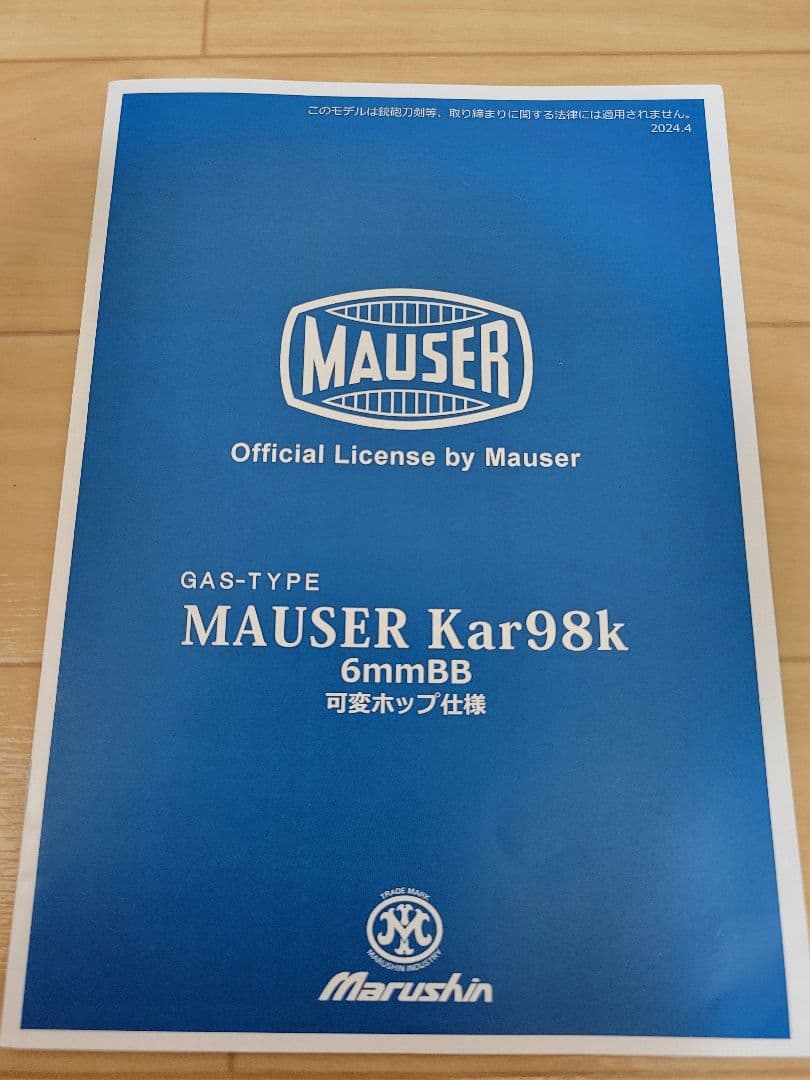 このモデルは銃砲刀剣等、取り締まりに関する法律には適用されません。
2024.4
MAUSER
Official License by Mauser
GAS-TYPE
MAUSER Kar98k
6mmBB
可変ホップ仕様
TRADE MARK
M
MARUSHIN INDUSTRY
Marushin